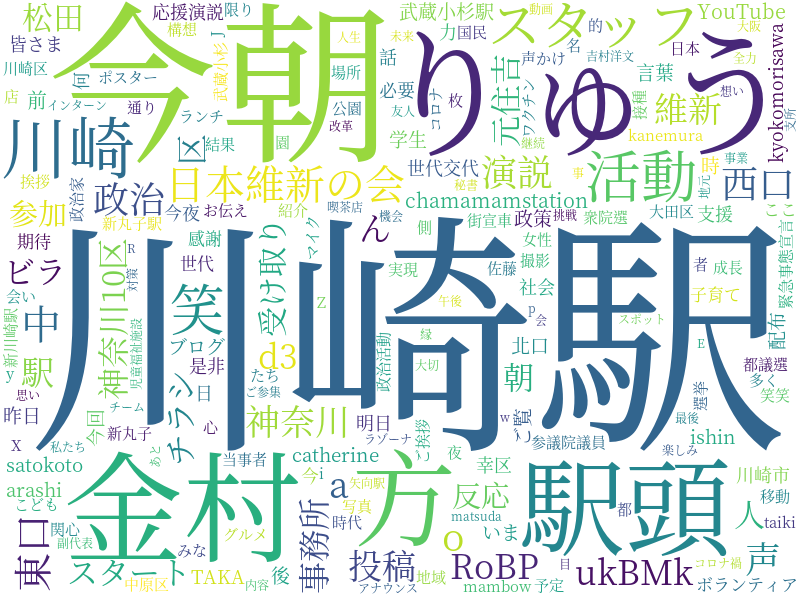 松田
皆さま
応援演説
限り
構想
武蔵小杉駅
スタッフ
動画
人生
未来
YouTube
大阪
国民
今朝
りゅう
川崎区
何
ポスター
話
力
名
的
吉村洋文
日本
全力
店
前
インターン
通り
場所
必要
声かけ
言葉
想い
支所
武蔵小杉
公園
友人
コロナ
枚
ワクチン
接種
維新
kyokomorisawa
川崎
区
ランチ
改革
結果
園
学生
元住吉
継続
kanemura
挨拶
世代交代
演説
活動
時
事業
政治
日本維新の会
秘書
事
地元
西口
参加
政治家
今夜
お伝え
紹介
喫茶店
機会
chamamamstation
新丸子駅
マイク
ん
街宣車
政策
挑戦
衆院選
大田区
支援
ここ
緊急事態宣言
期待
感謝
側
女性
者
成長
ビラ
世代
受け取り
実現
撮影
佐藤
社会
子育て
会い
対策
笑
川崎駅
午後
神奈川10区
中
ブログ
縁
スポット
配布
新川崎駅
駅
是非
d3
北口
都議選
児童福祉施設
たち
政治活動
大切
朝
多く
思い
チラシ
日
ご参集
選挙
笑笑
昨日
チーム
心
神奈川
明日
ご挨拶
ご覧
最後
今回
新丸子
ラゾーナ
参議院議員
ishin
私たち
あと
当事者
catherine
夜
幸区
楽しみ
satokoto
今
矢向駅
川崎市
arashi
金村
a
方
反応
駅頭
人
移動
こども
写真
matsuda
都
taiki
関心
グルメ
時代
o
いま
声
東口
副代表
みな
事務所
スタート
後
投稿
RoBP
目
ukBMk
コロナ禍
中原区
TAKA
内容
アナウンス
地域
mambow
予定
ボランティア